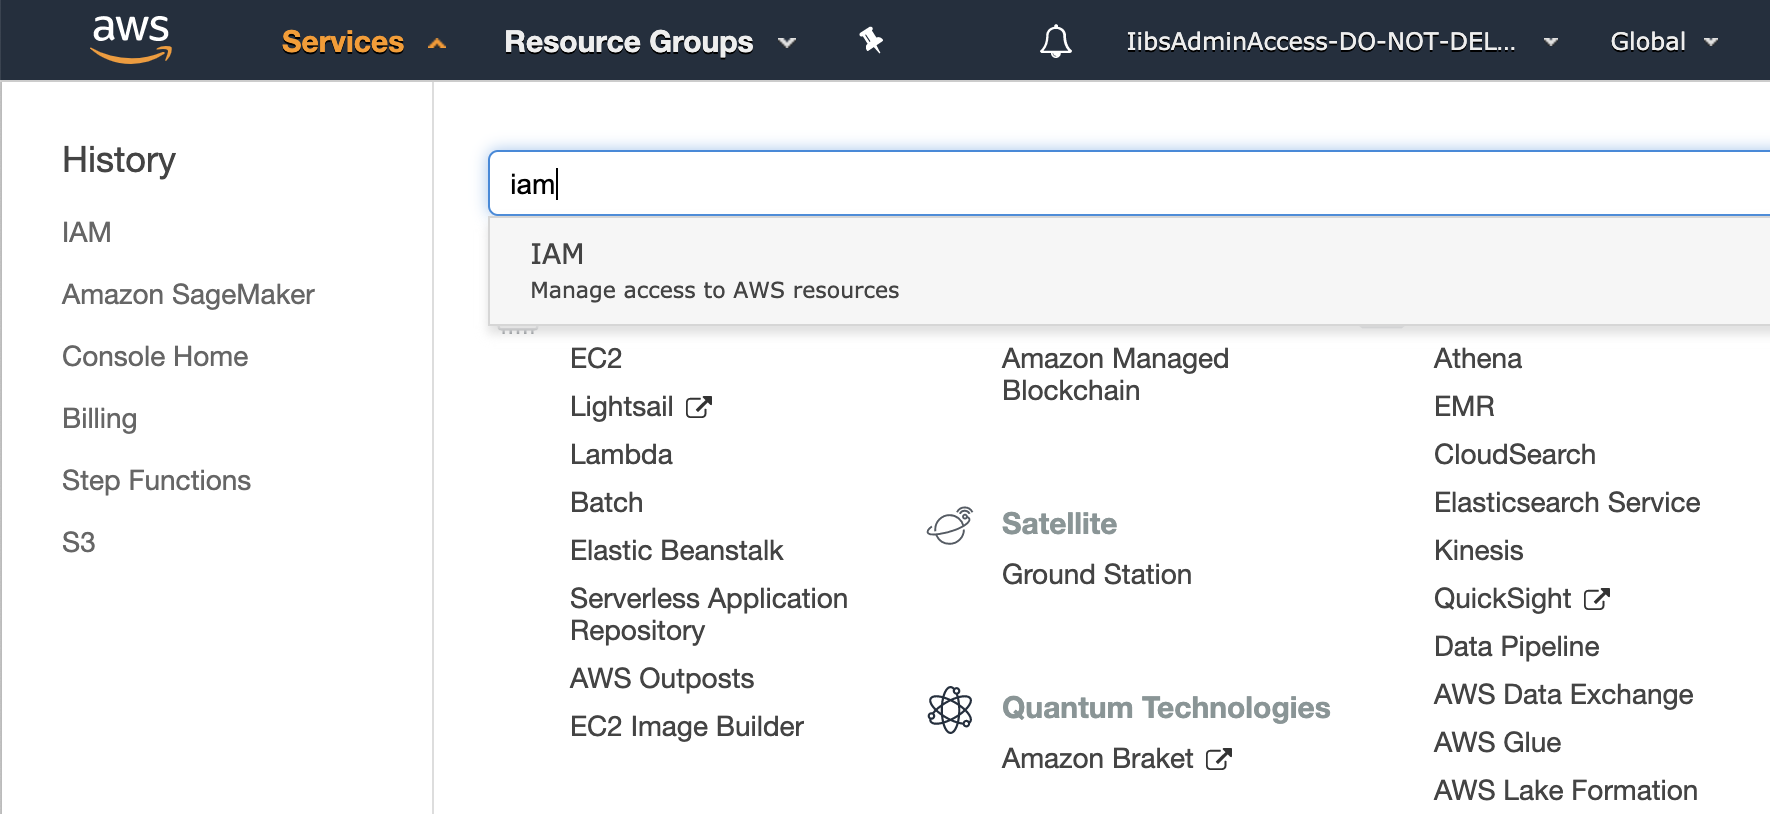 aws
Services
Resource Groups
IibsAdminAccess-DO-NOT-DEL...
Global
History
IAM
Amazon SageMaker
Console Home
Billing
Step Functions
S3
iam
IAM
Manage access to AWS resources
EC2
Lightsail
Lambda
Batch
Elastic Beanstalk
Serverless Application
Repository
AWS Outposts
EC2 Image Builder
Amazon Managed
Blockchain
Satellite
Ground Station
Quantum Technologies
Amazon Braket
Athena
EMR
CloudSearch
Elasticsearch Service
Kinesis
QuickSight
Data Pipeline
AWS Data Exchange
AWS Glue
AWS Lake Formation